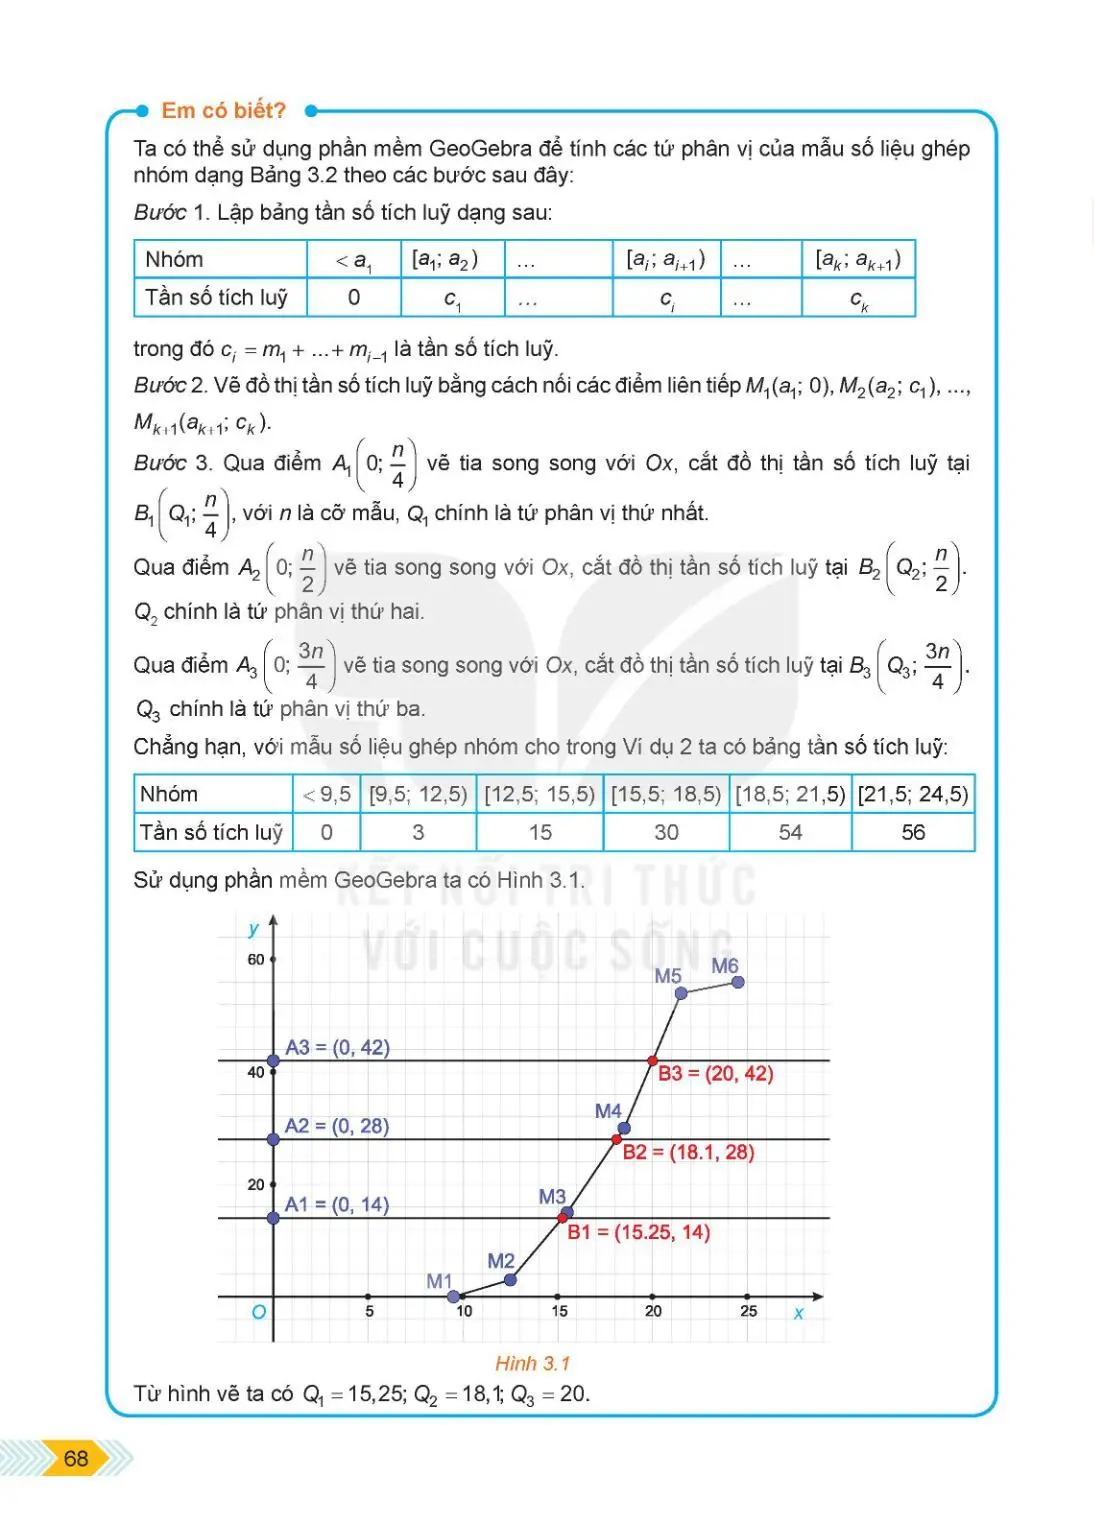 Em có biết?
Ta có thể sử dụng phần mềm GeoGebra để tính các tứ phân vị của mẫu số liệu ghép
nhóm dạng Bảng 3.2 theo các bước sau đây:
Bước 1. Lập bảng tần số tích luỹ dạng sau:
Nhóm < a₁ [a₁; a₂) ... [aᵢ; aᵢ₊₁) ... [aₖ; aₖ₊₁)
Tần số tích luỹ 0 c₁ ... cᵢ ... cₖ
trong đó cᵢ = m₁ + ...+ mᵢ₋₁ là tần số tích luỹ.
Bước 2. Vẽ đồ thị tần số tích luỹ bằng cách nối các điểm liên tiếp M₁(a₁; 0), M₂(a₂; c₁), ...,
Mₖ₊₁(aₖ₊₁; cₖ).
Bước 3. Qua điểm A₁(0; n/4) vẽ tia song song với Ox, cắt đồ thị tần số tích luỹ tại
B₁(Q₁; n/4), với n là cỡ mẫu, Q₁ chính là tứ phân vị thứ nhất.
Qua điểm A₂(0; n/2) vẽ tia song song với Ox, cắt đồ thị tần số tích luỹ tại B₂(Q₂; n/2).
Q₂ chính là tứ phân vị thứ hai.
Qua điểm A₃(0; 3n/4) vẽ tia song song với Ox, cắt đồ thị tần số tích luỹ tại B₃(Q₃; 3n/4).
Q₃ chính là tứ phân vị thứ ba.
Chẳng hạn, với mẫu số liệu ghép nhóm cho trong Ví dụ 2 ta có bảng tần số tích luỹ:
Nhóm < 9,5 [9,5; 12,5) [12,5; 15,5) [15,5; 18,5) [18,5; 21,5) [21,5; 24,5)
Tần số tích luỹ 0 3 15 30 54 56
KẾT NỐI TRI THỨC
VỚI CUỘC SỐNG
Sử dụng phần mềm GeoGebra ta có Hình 3.1.
y
60
M5 M6
A3 = (0, 42)
40
B3 = (20, 42)
M4
A2 = (0, 28)
B2 = (18.1, 28)
20
M3
A1 = (0, 14)
B1 = (15.25, 14)
M2
M1
O 5 10 15 20 25 x
Hình 3.1
Từ hình vẽ ta có Q₁ = 15,25; Q₂ = 18,1; Q₃ = 20.
68